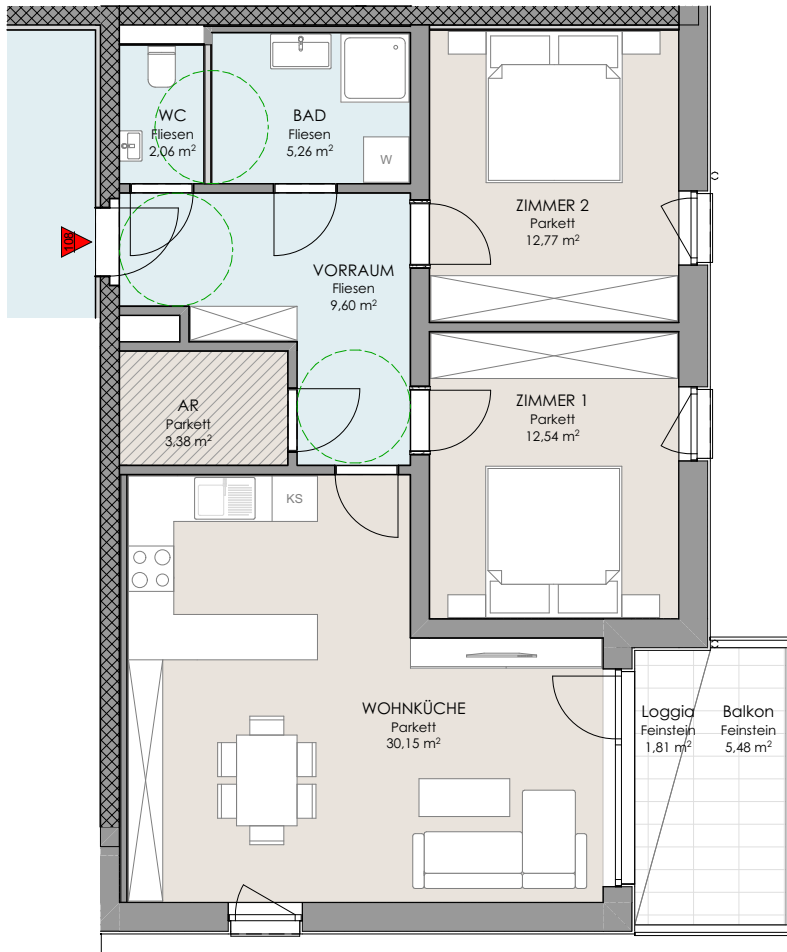 WC
Fliesen
2,06 m²
BAD
Fliesen
5,26 m²
W
ZIMMER 2
Parkett
12,77 m²
108
VORRAUM
Fliesen
9,60 m²
AR
Parkett
3,38 m²
ZIMMER 1
Parkett
12,54 m²
KS
WOHNKÜCHE
Parkett
30,15 m²
Loggia
Feinstein
1,81 m²
Balkon
Feinstein
5,48 m²